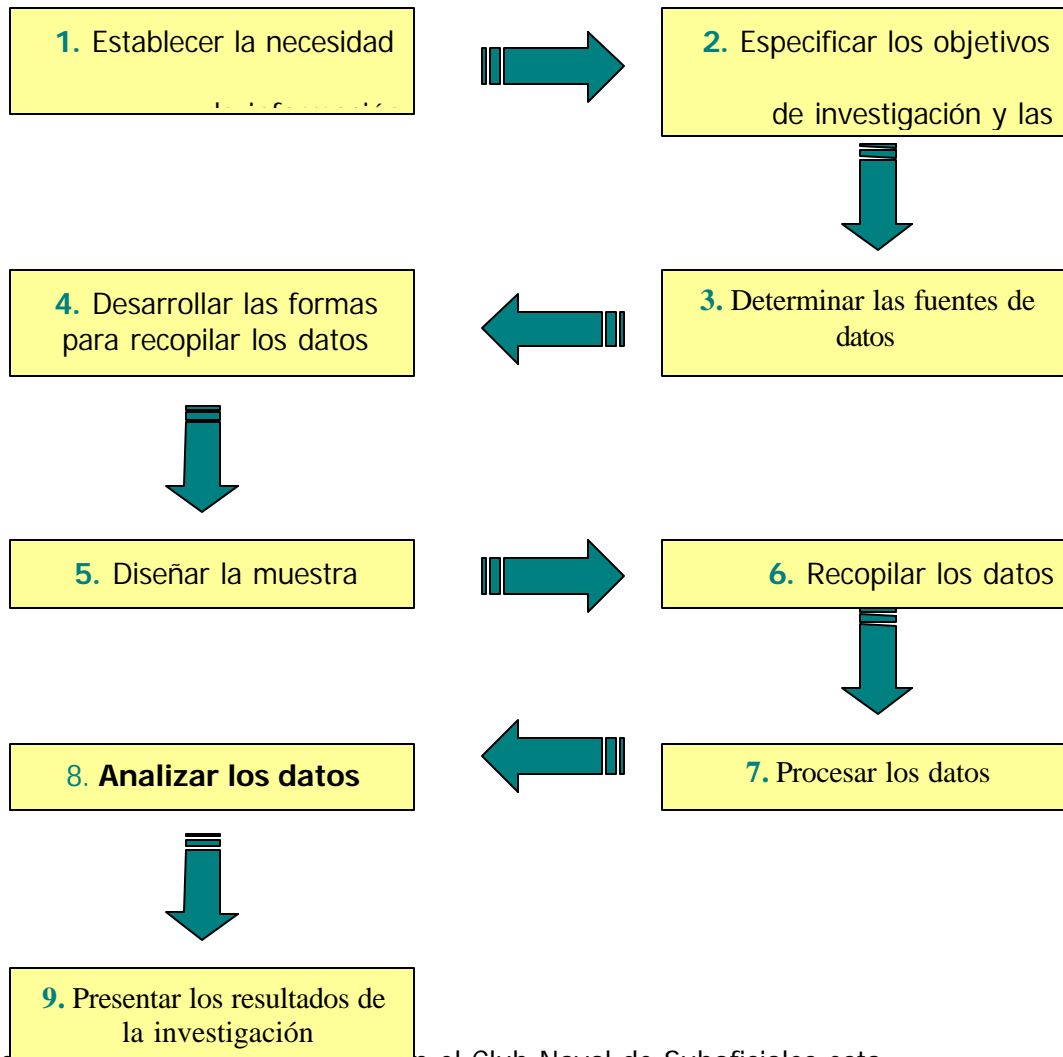 1. Establecer la necesidad
2. Especificar los objetivos
de investigación y las
3. Determinar las fuentes de
datos
4. Desarrollar las formas
para recopilar los datos
5. Diseñar la muestra
6. Recopilar los datos
7. Procesar los datos
8. Analizar los datos
9. Presentar los resultados de
la investigación
el Club Naval de Suboficiales esta